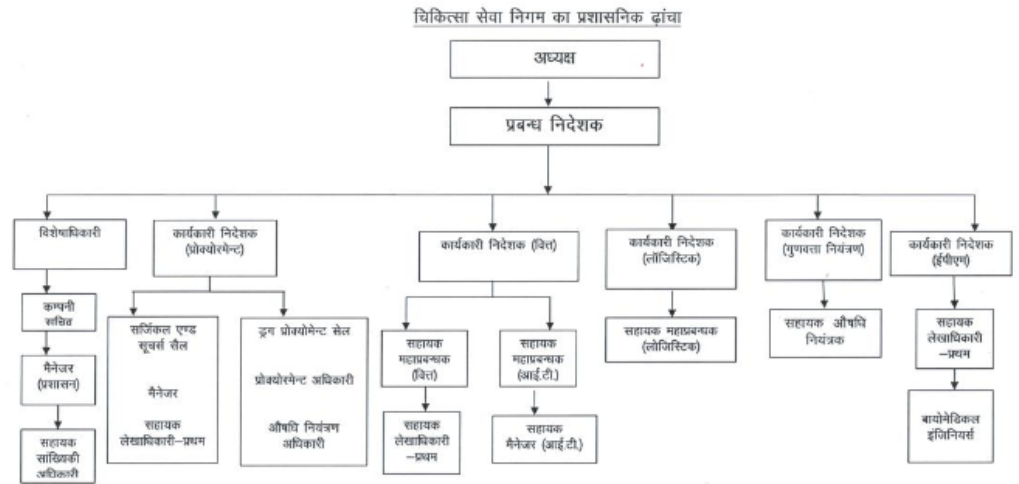 चिकित्सा सेवा निगम का प्रशासनिक ढ़ांचा
अध्यक्ष
प्रबन्ध निदेशक
विशेषाधिकारी
कम्पनी
सचिव
मैनेजर
(प्रशासन)
सहायक
सांख्यिकी
अधिकारी
कार्यकारी निदेशक
(प्रोक्योरमेन्ट)
सर्जिकल एण्ड
सूचर्स सैल
मैनेजर
सहायक
लेखाधिकारी–प्रथम
ड्रग प्रोक्योमेन्ट सेल
प्रोक्योरमेन्ट अधिकारी
औषधि नियंत्रण
अधिकारी
कार्यकारी निदेशक (वित्त)
सहायक
महाप्रबन्धक
(वित्त)
सहायक
लेखाधिकारी
–प्रथम
सहायक
महाप्रबन्धक
(आई.टी.)
सहायक
मैनेजर (आई.टी.)
कार्यकारी निदेशक
(लॉजिस्टिक)
सहायक महाप्रबन्धक
(लोजिस्टिक)
कार्यकारी निदेशक
(गुणवत्ता नियंत्रण)
सहायक औषधि
नियंत्रक
कार्यकारी निदेशक
(ईपीएम)
सहायक
लेखाधिकारी
–प्रथम
बायोमेडिकल
इंजिनियर्स